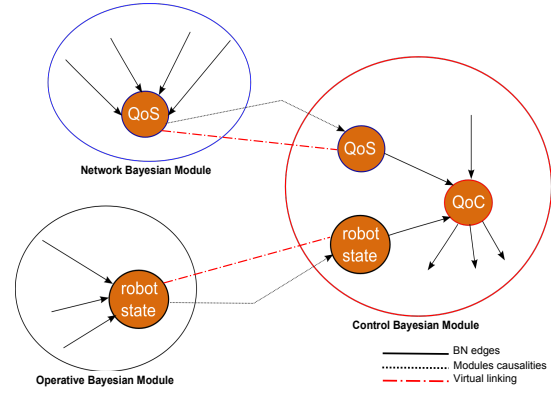 QoS
Network Bayesian Module
QoS
QoC
robot
state
robot
state
Control Bayesian Module
Operative Bayesian Module
BN edges
Modules causalities
Virtual linking